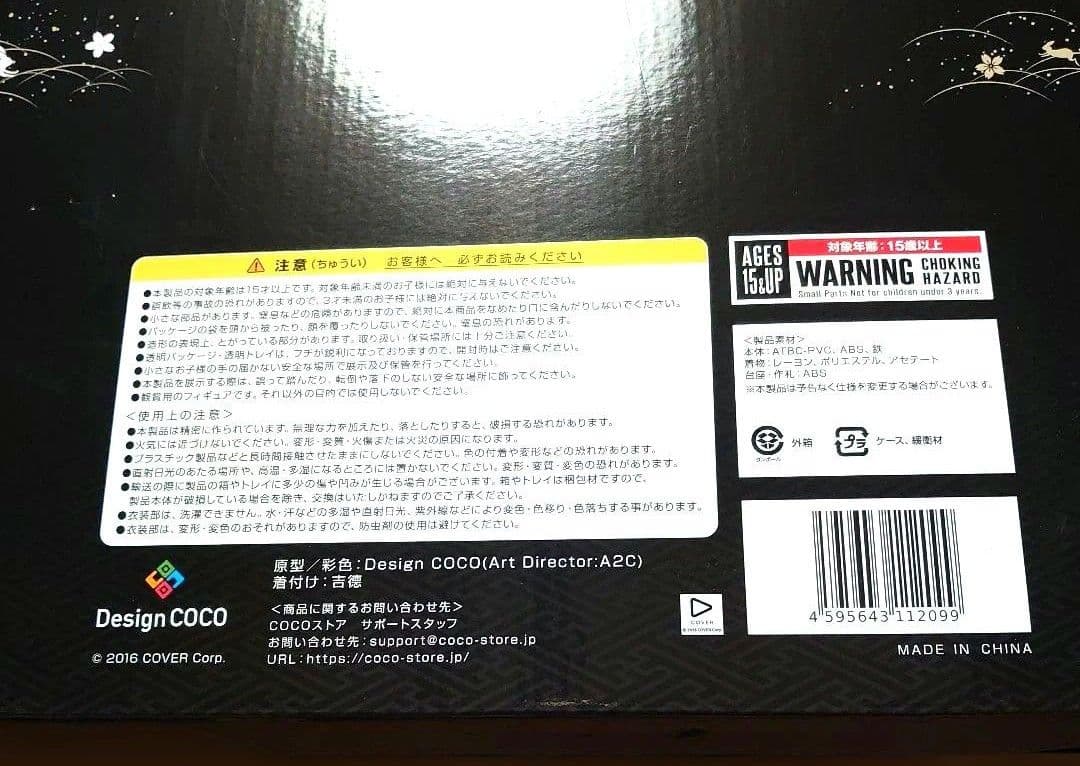 ⚠ 注意(ちゅうい) お客様へ 必ずお読みください
●本製品の対象年齢は15才以上です。対象年齢未満のお子様には絶対に与えないでください。
●誤飲等の事故の恐れがありますので、3才未満のお子様には絶対に与えないでください。
●小さな部品があります。窒息などの危険がありますので、絶対に本商品をなめたり口に含んだりしないでください。
●パッケージの袋を頭から被ったり、顔を覆ったりしないでください。窒息の恐れがあります。
●造形の表現上、とがっている部分があります。取り扱い・保管場所には十分ご注意ください。
●透明パッケージ・透明トレイは、フチが鋭利になっておりますので、開封時はご注意ください。
●小さなお子様の手の届かない安全な場所で展示及び保管を行ってください。
●本製品を展示する際は、誤って踏んだり、転倒や落下のしない安全な場所に飾ってください。
●観賞用のフィギュアです。それ以外の目的では使用しないでください。
<使用上の注意>
●本製品は精密に作られています。無理な力を加えたり、落としたりすると、破損する恐れがあります。
●火気には近づけないでください。変形・変質・火傷または火災の原因になります。
●プラスチック製品などと長時間接触させたままにしないでください。色の付着や変形などの恐れがあります。
●直射日光のあたる場所や、高温・多湿になるところには置かないでください。変形・変質・変色の恐れがあります。
●輸送の際に製品の箱やトレイに多少の傷や凹みが生じる場合がございます。箱やトレイは梱包材ですので、
製品本体が破損している場合を除き、交換はいたしかねますのでご了承ください。
●衣装部は、洗濯できません。水・汗などの多湿や直射日光、紫外線などにより変色・色移り・色落ちする事があります。
●衣装部は、変形・変色のおそれがありますので、防虫剤の使用は避けてください。
AGES
15&UP
対象年齢:15歳以上
WARNING
CHOKING
HAZARD
Small Parts. Not for children under 3 years.
<製品素材>
本体:ATBC-PVC、ABS、鉄
着物:レーヨン、ポリエステル、アセテート
台座・作札:ABS
※本製品は予告なく仕様を変更する場合がございます。
ダンボール
外箱
プラ
ケース、緩衝材
Design COCO
© 2016 COVER Corp.
原型/彩色:Design COCO(Art Director:A2C)
着付け:吉德
<商品に関するお問い合わせ先>
COCOストア サポートスタッフ
お問い合わせ先:support@coco-store.jp
URL:https://coco-store.jp/
COVER
4 595643 112099
MADE IN CHINA